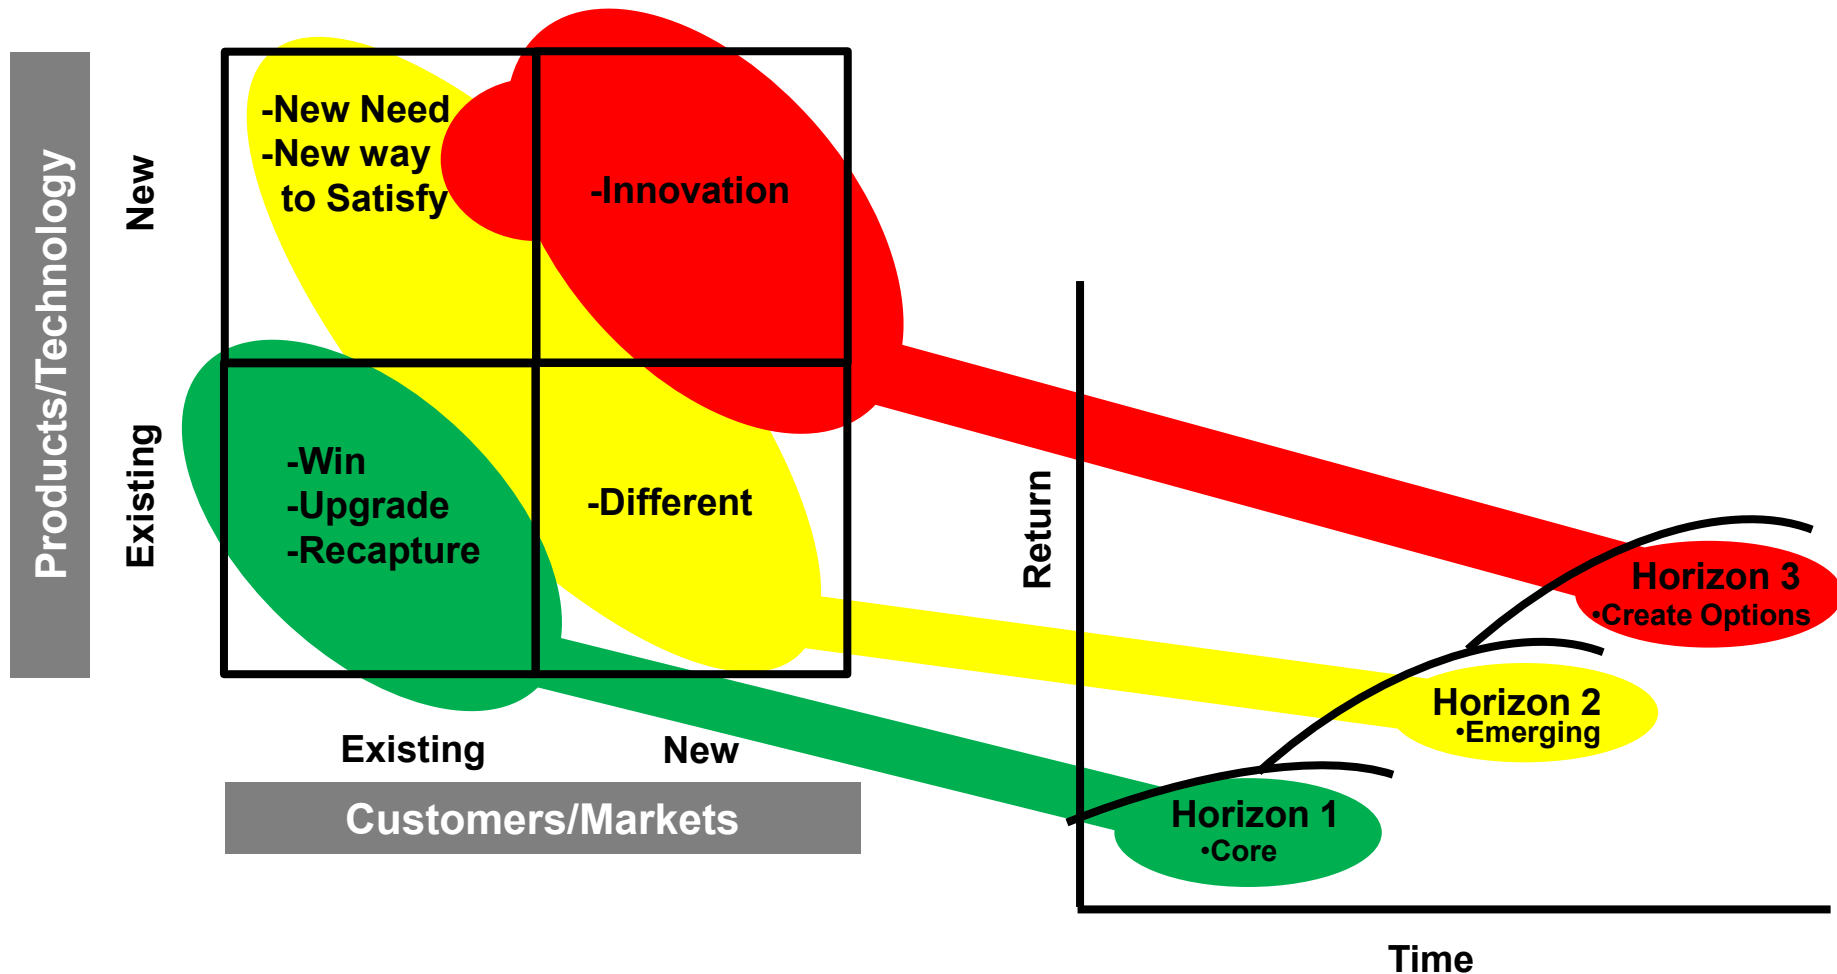 Products/Technology
New
Existing
-New Need
-New way
to Satisfy
-Innovation
-Win
-Upgrade
-Recapture
-Different
Existing
New
Customers/Markets
Return
Horizon 3
•Create Options
Horizon 2
•Emerging
Horizon 1
•Core
Time